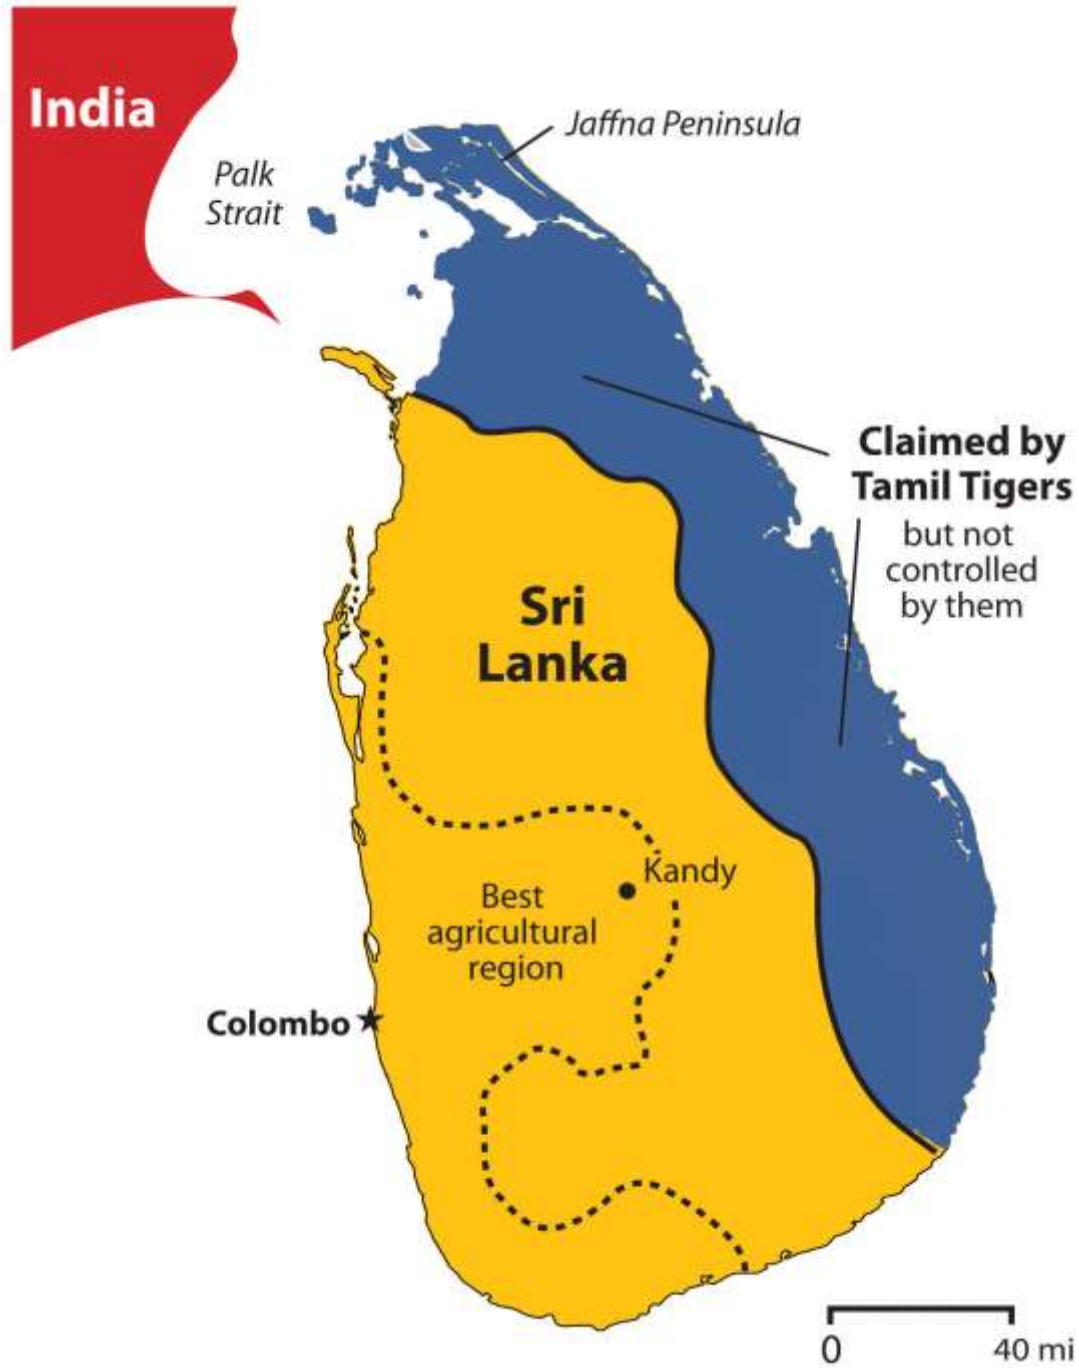 India
Jaffna Peninsula
Palk
Strait
Claimed by
Tamil Tigers
but not
controlled
by them
Sri
Lanka
Kandy
Best
agricultural
region
Colombo
0
40 mi